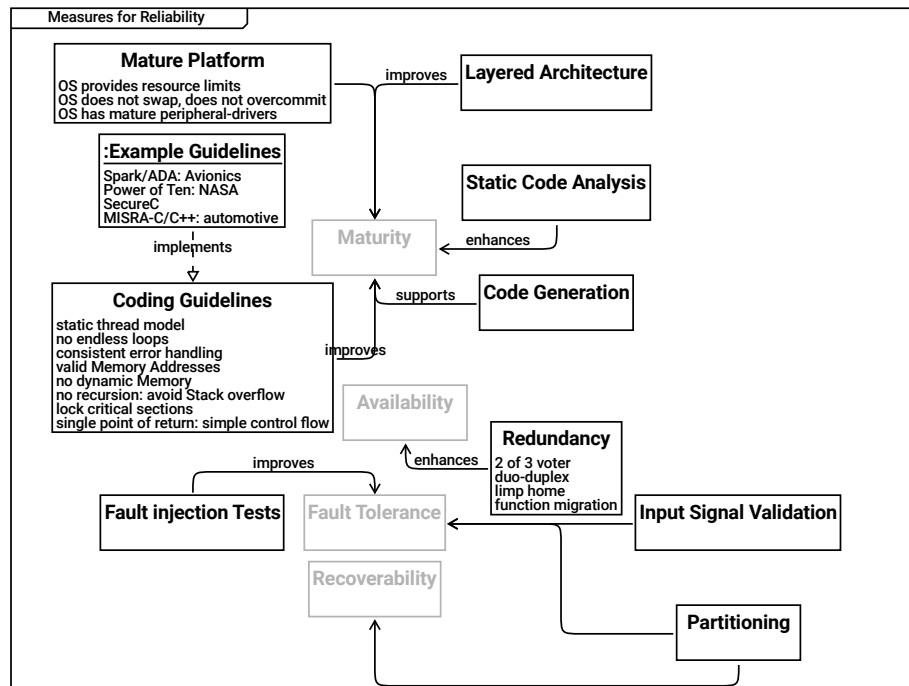 Measures for Reliability
Mature Platform
OS provides resource limits
OS does not swap, does not overcommit
OS has mature peripheral-drivers
improves
Layered Architecture
:Example Guidelines
Spark/ADA: Avionics
Power of Ten: NASA
SecureC
MISRA-C/C++: automotive
Static Code Analysis
Maturity
enhances
implements
Coding Guidelines
static thread model
no endless loops
consistent error handling
valid Memory Addresses
no dynamic Memory
no recursion: avoid Stack overflow
lock critical sections
single point of return: simple control flow
supports
Code Generation
improves
Availability
enhances
Redundancy
2 of 3 voter
duo-duplex
limp home
function migration
improves
Fault injection Tests
Fault Tolerance
Input Signal Validation
Recoverability
Partitioning